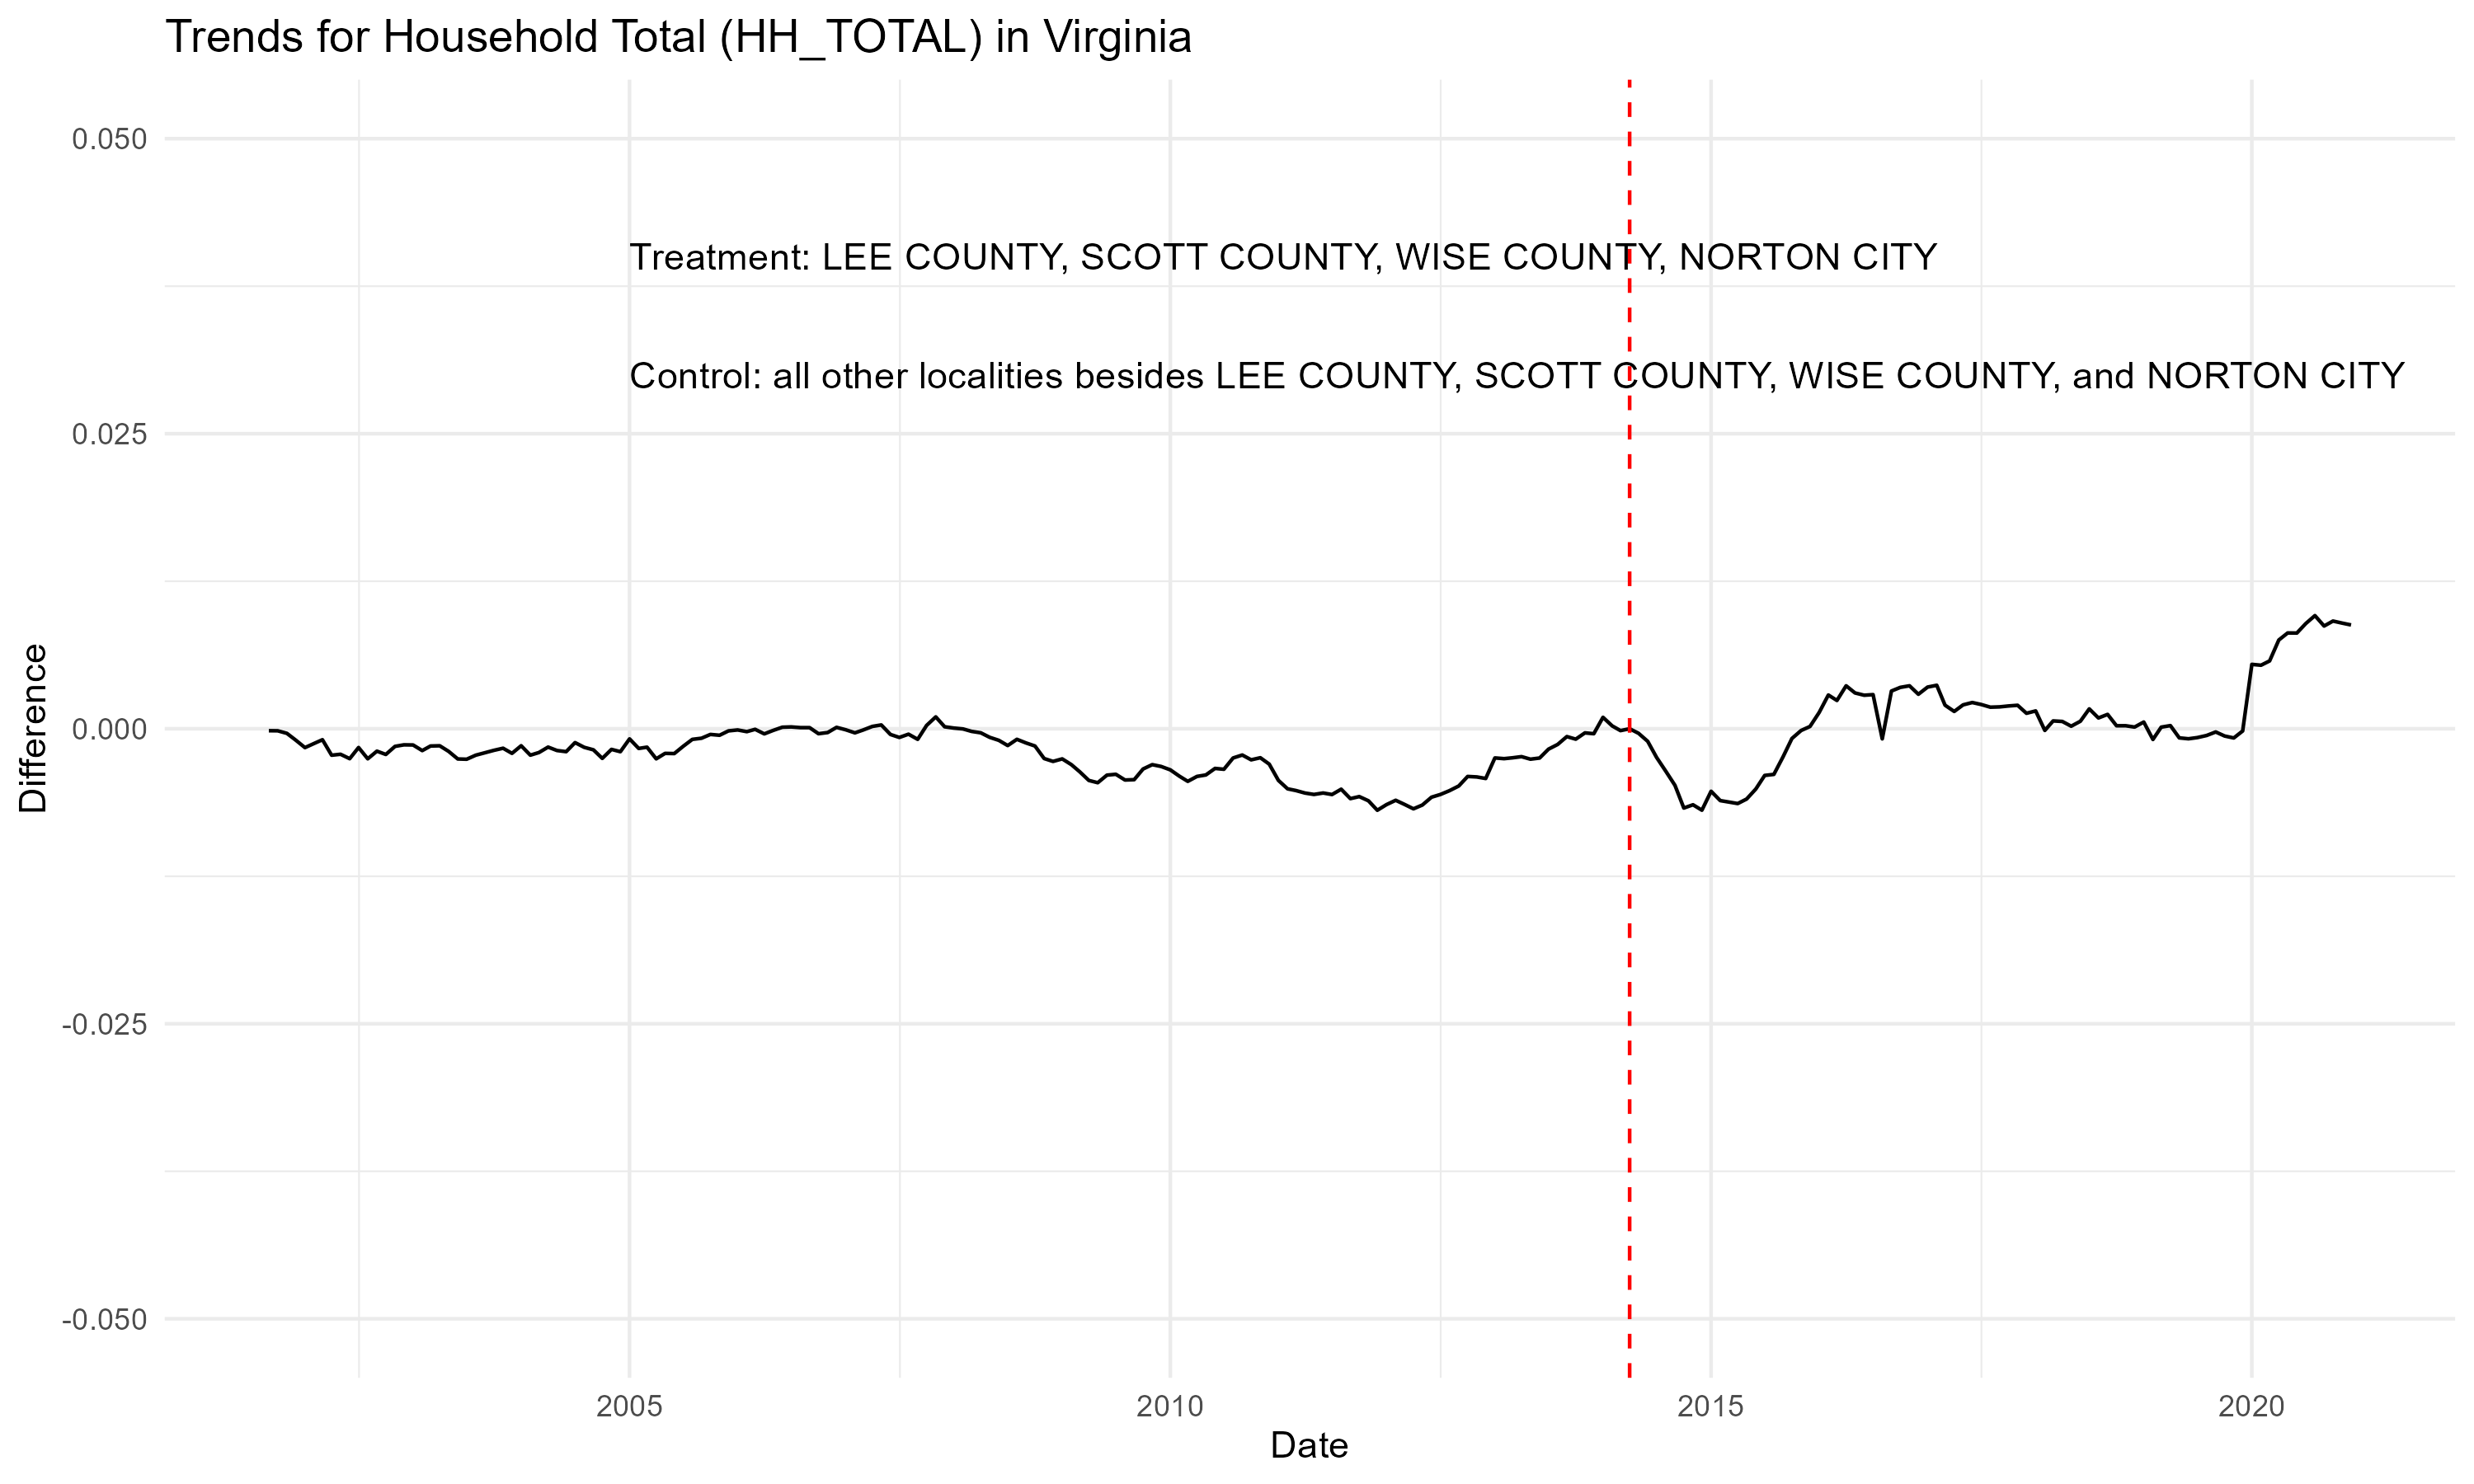 Trends for Household Total (HH_TOTAL) in Virginia
0.050
Treatment: LEE COUNTY, SCOTT COUNTY, WISE COUNTY, NORTON CITY
Control: all other localities besides LEE COUNTY, SCOTT COUNTY, WISE COUNTY, and NORTON CITY
0.025
Difference
0.000
-0.025
-0.050
2005 2010 2015 2020
Date